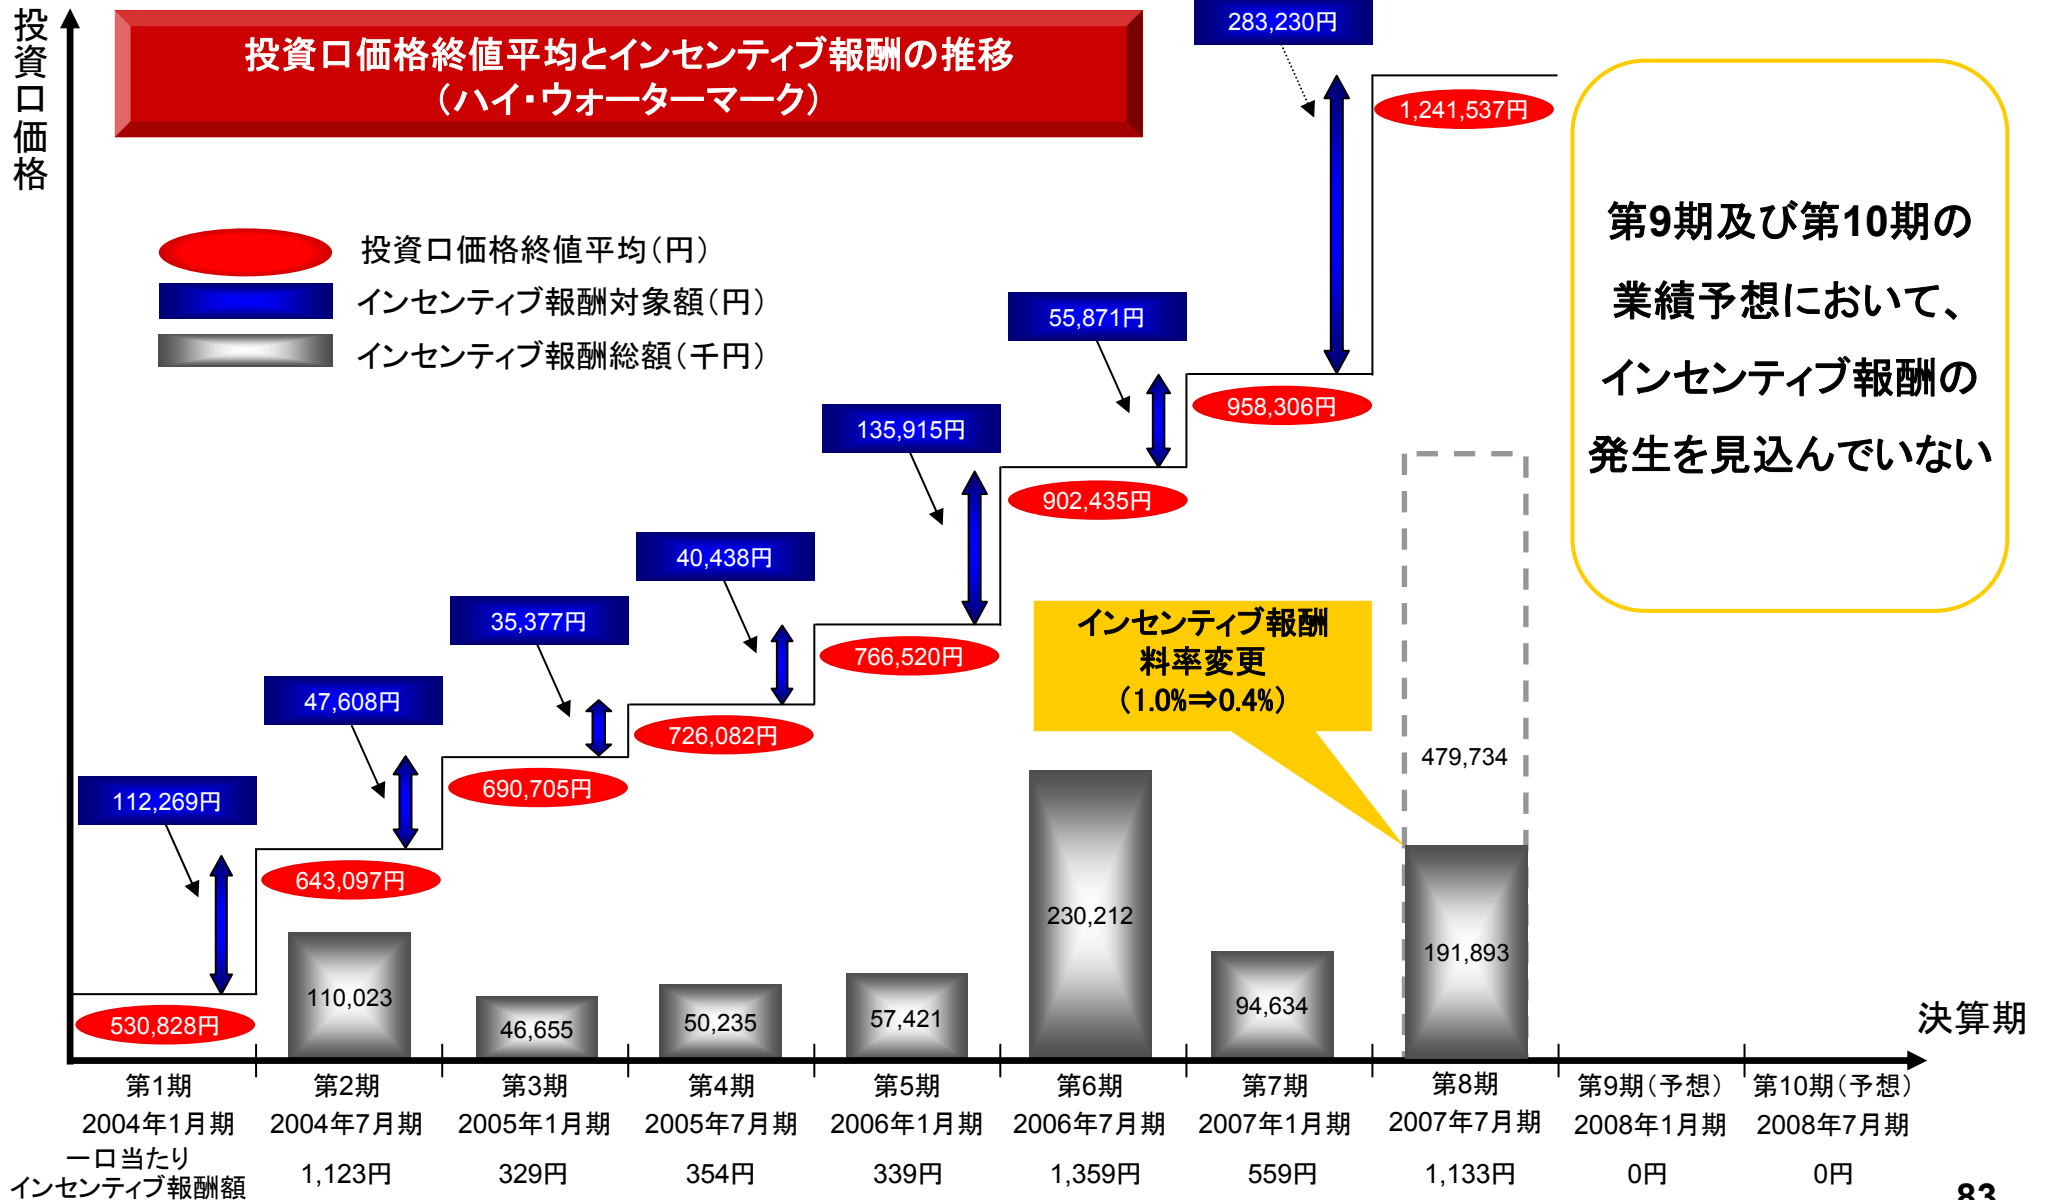 投資口価格
投資口価格終値平均とインセンティブ報酬の推移
（ハイ・ウォーターマーク）
投資口価格終値平均（円）
インセンティブ報酬対象額（円）
インセンティブ報酬総額（千円）
283,230円
1,241,537円
第9期及び第10期の
業績予想において、
インセンティブ報酬の
発生を見込んでいない
55,871円
958,306円
135,915円
902,435円
40,438円
766,520円
35,377円
726,082円
47,608円
690,705円
112,269円
643,097円
530,828円
インセンティブ報酬
料率変更
（1.0%⇒0.4%）
479,734
110,023
46,655
50,235
57,421
230,212
94,634
191,893
決算期
第1期 第2期 第3期 第4期 第5期 第6期 第7期 第8期 第9期（予想） 第10期（予想）
2004年1月期 2004年7月期 2005年1月期 2005年7月期 2006年1月期 2006年7月期 2007年1月期 2007年7月期 2008年1月期 2008年7月期
一口当たり
インセンティブ報酬額 1,123円 329円 354円 339円 1,359円 559円 1,133円 0円 0円
83